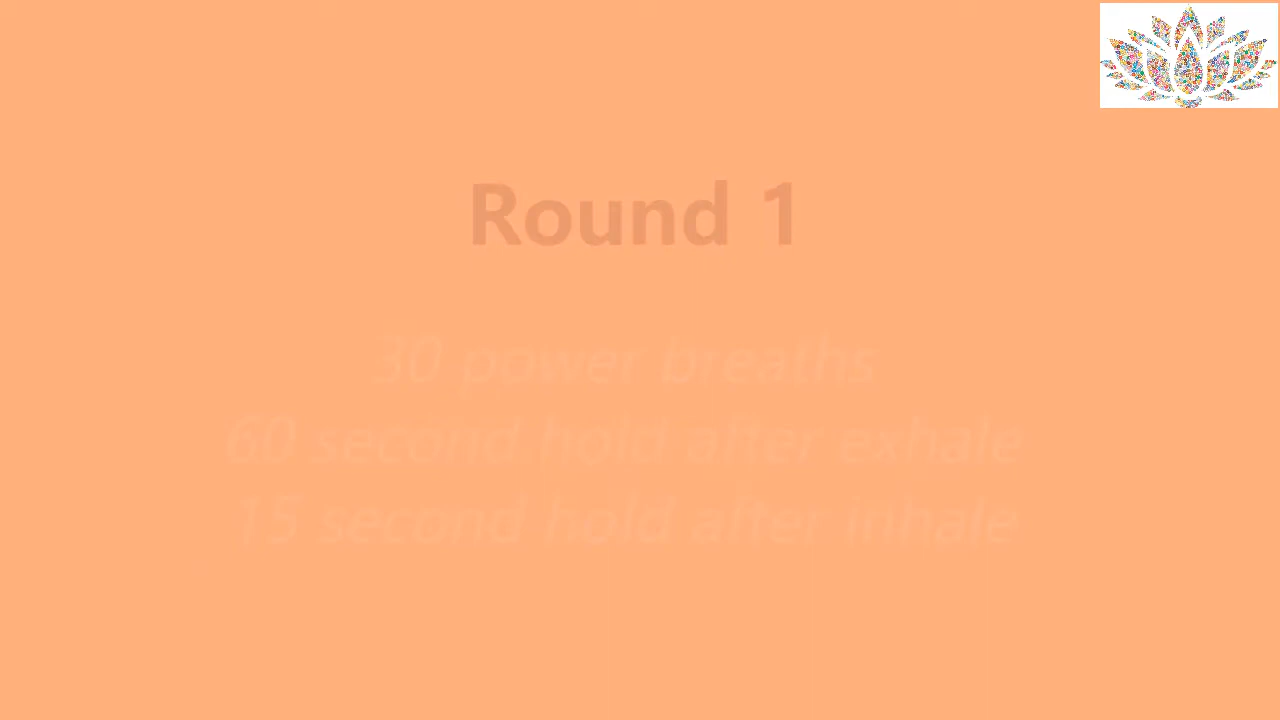 Round 1
30 power breaths
60 second hold after exhale
15 second hold after inhale